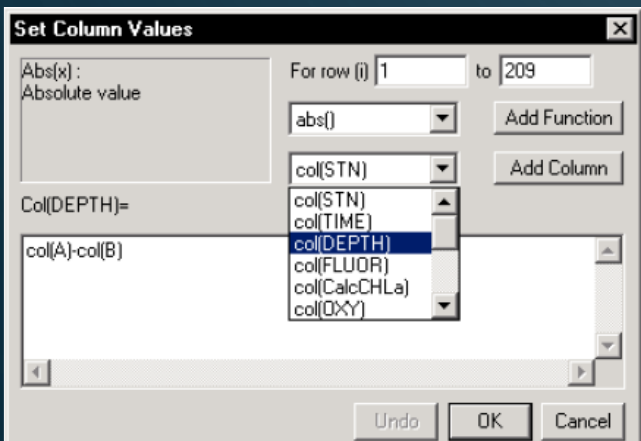 Set Column Values
Abs(x) :
Absolute value
For row (i) 1 to 209
abs()
Add Function
col(STN)
Add Column
Col(DEPTH)=
col(STN)
col(TIME)
col(DEPTH)
col(FLUOR)
col(CalcCHLa)
col(OXY)
col(A)-col(B)
Undo
OK
Cancel